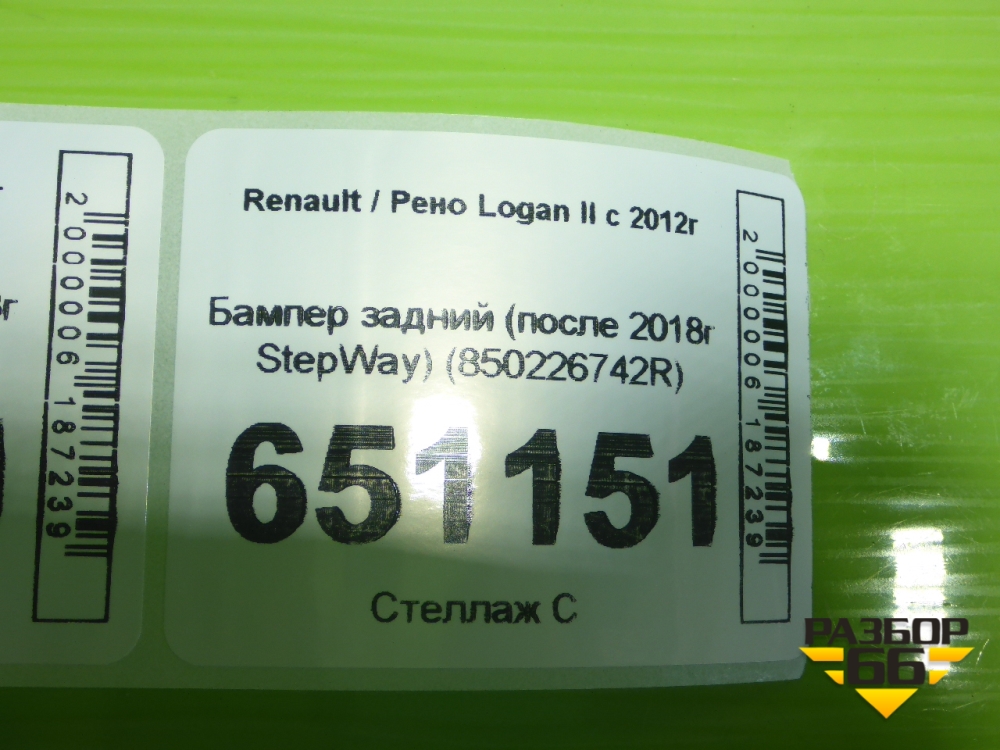 Renault / Рено Logan II с 2012г
Бампер задний (после 2018г
StepWay) (850226742R)
651151
Стеллаж С
2000006187239
2000006187239
РАЗБОР
66